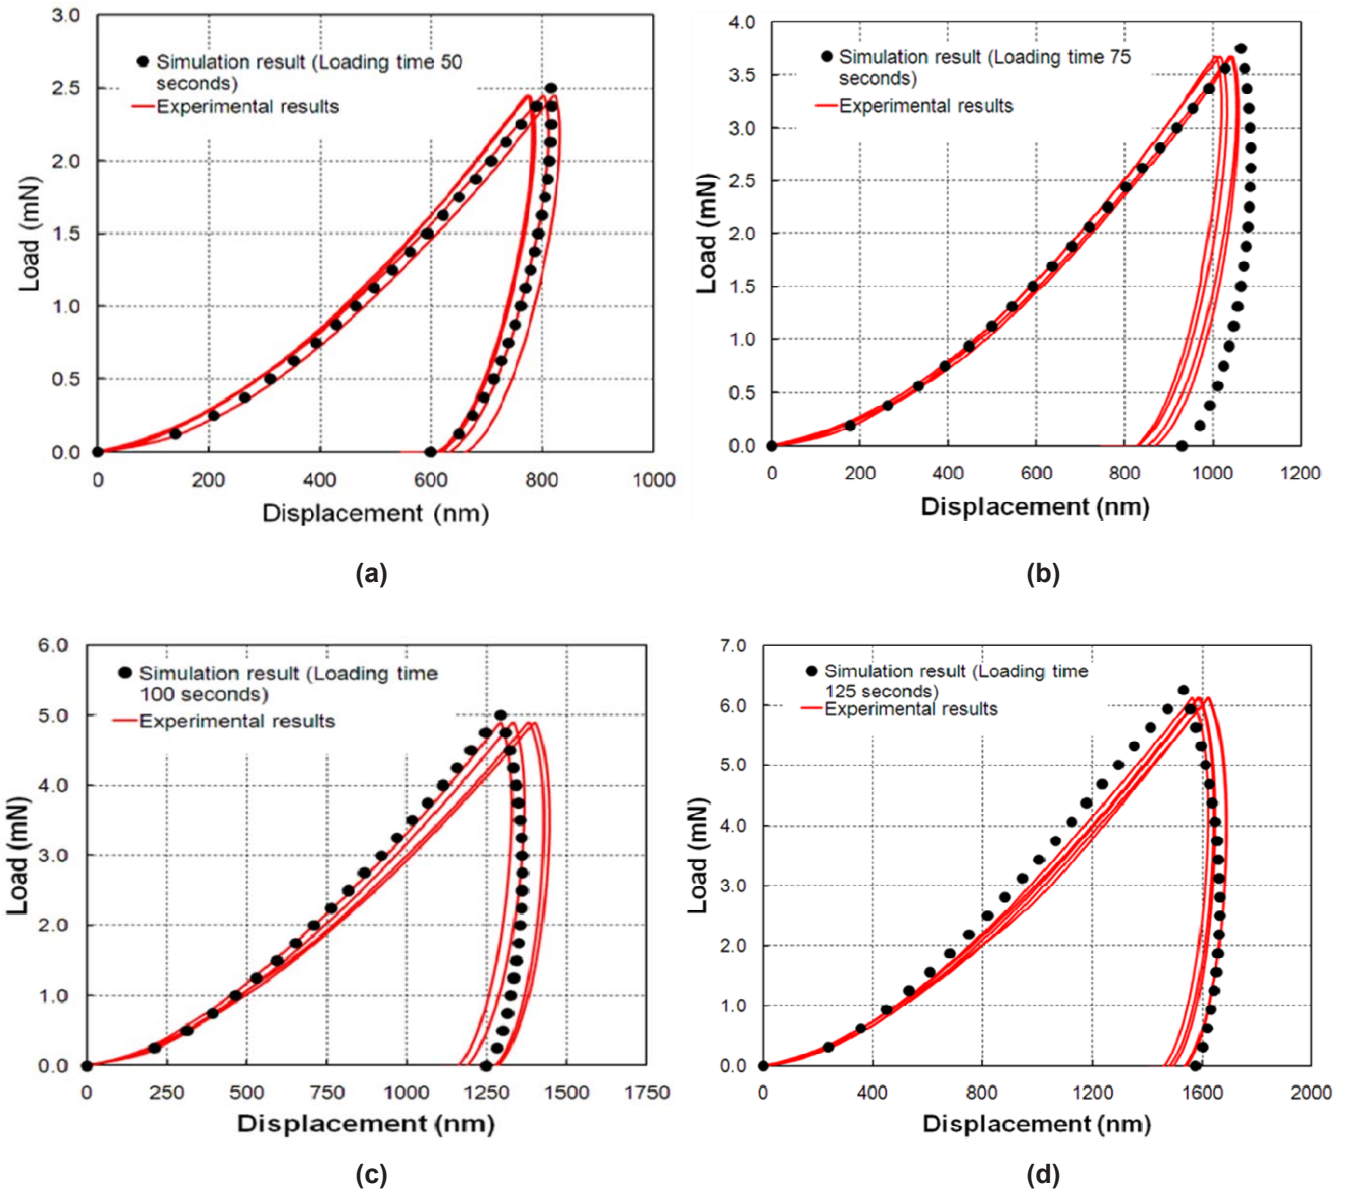 3.0
2.5
2.0
1.5
1.0
0.5
0.0
Load (mN)
Simulation result (Loading time 50
seconds)
Experimental results
0 200 400 600 800 1000
Displacement (nm)
(a)
4.0
3.5
3.0
2.5
2.0
1.5
1.0
0.5
0.0
Load (mN)
Simulation result (Loading time 75
seconds)
Experimental results
0 200 400 600 800 1000 1200
Displacement (nm)
(b)
6.0
5.0
4.0
3.0
2.0
1.0
0.0
Load (mN)
Simulation result (Loading time
100 seconds)
Experimental results
0 250 500 750 1000 1250 1500 1750
Displacement (nm)
(c)
7.0
6.0
5.0
4.0
3.0
2.0
1.0
0.0
Load (mN)
Simulation result (Loading time
125 seconds)
Experimental results
0 400 800 1200 1600 2000
Displacement (nm)
(d)